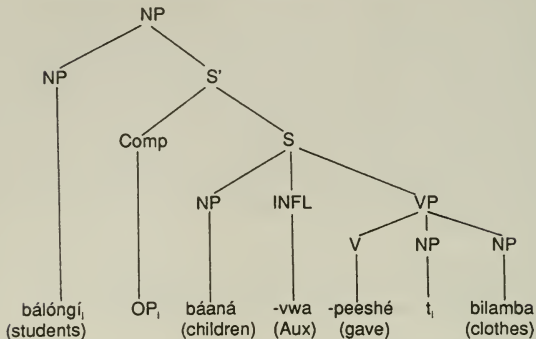 NP
NP S'
Comp S
NP INFL VP
V NP NP
bálóngíᵢ OPᵢ báaná -vwa -peeshé tᵢ bilamba
(students) (children) (Aux) (gave) (clothes)